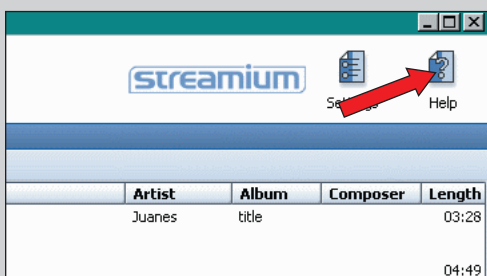 streamium
Help
Artist Album Composer Length
Juanes title 03:28
04:49